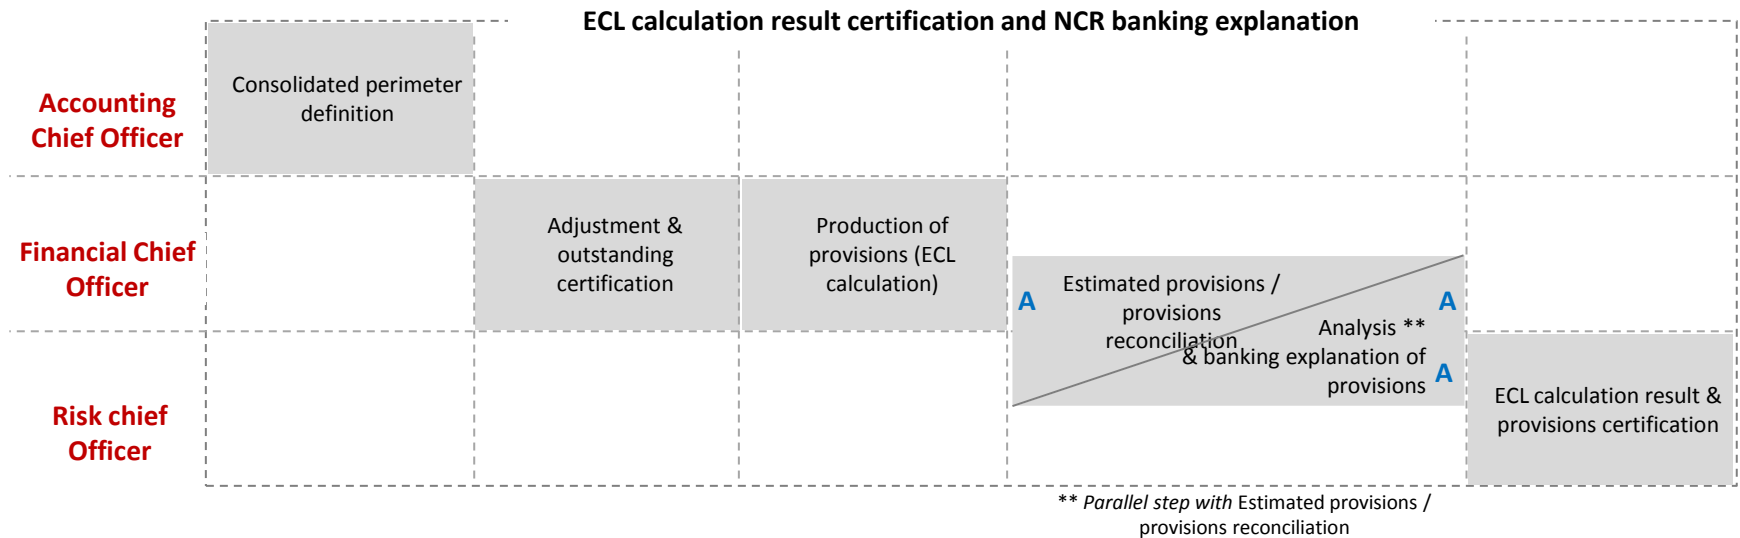 ECL calculation result certification and NCR banking explanation
Accounting
Chief Officer
Consolidated perimeter
definition
Financial Chief
Officer
Adjustment &
outstanding
certification
Production of
provisions (ECL
calculation)
A
Estimated provisions /
provisions
reconciliation
A
Analysis **
& banking explanation of
provisions
A
Risk chief
Officer
ECL calculation result &
provisions certification
** Parallel step with Estimated provisions /
provisions reconciliation